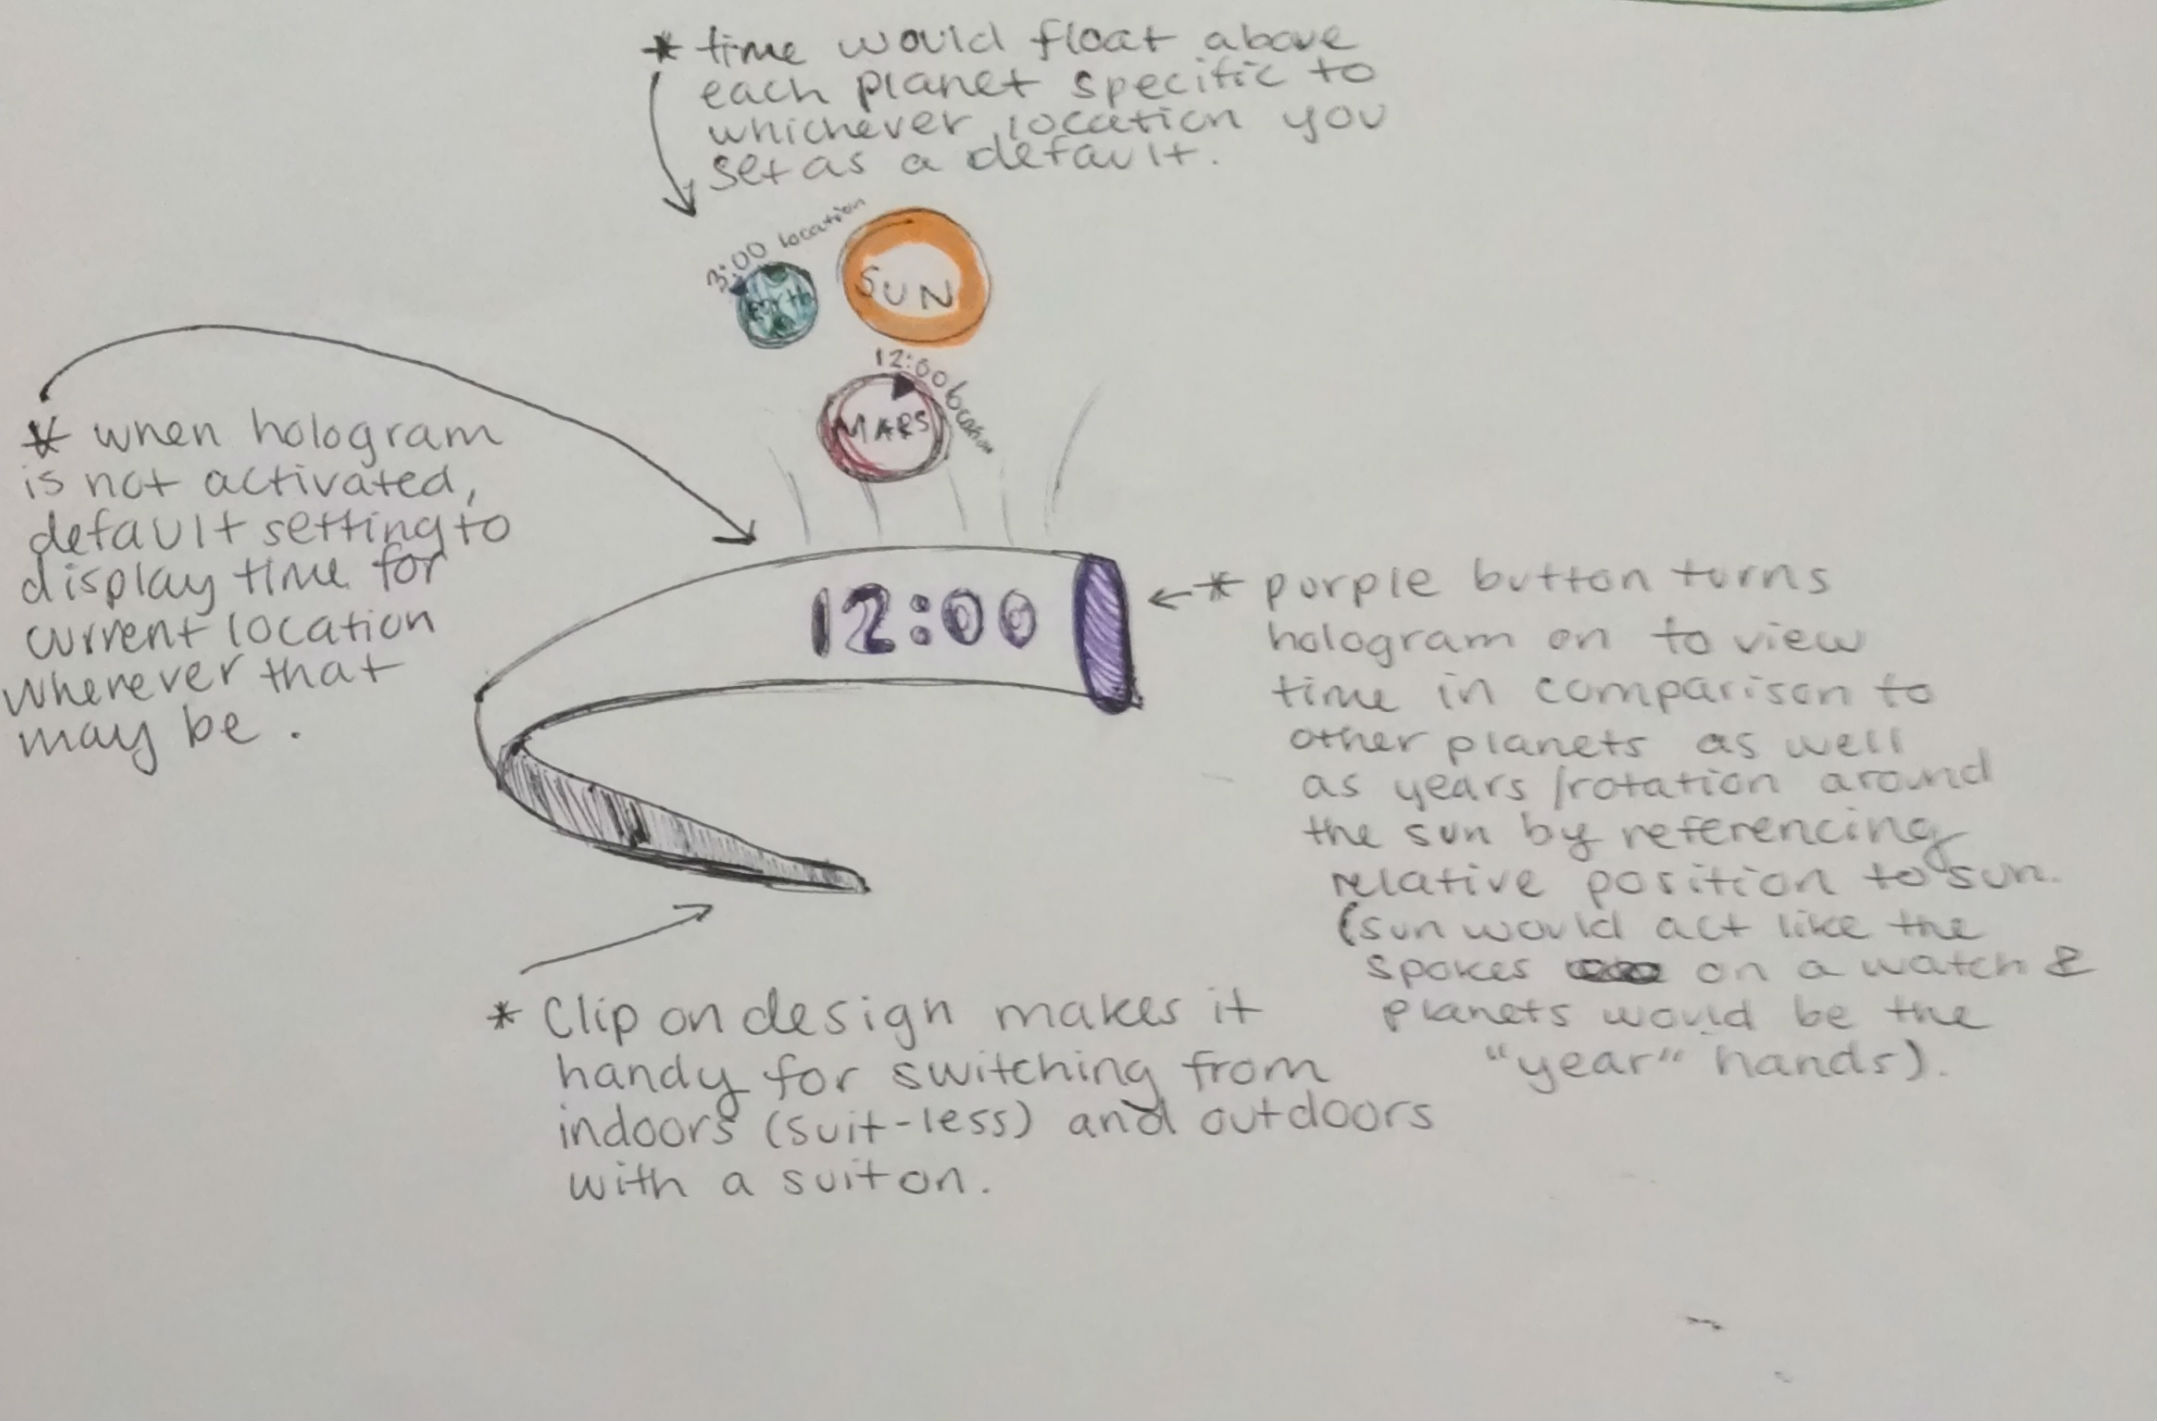 * time would float above
each planet specific to
whichever location you
set as a default.
3:00 location
Earth
SUN
12:00 location
MARS
* when hologram
is not activated,
default setting to
display time for
current location
wherever that
may be.
12:00
* purple button turns
hologram on to view
time in comparison to
other planets as well
as years/rotation around
the sun by referencing
relative position to sun.
(sun would act like the
spokes on a watch &
planets would be the
"year" hands).
* Clip on design makes it
handy for switching from
indoors (suit-less) and outdoors
with a suit on.